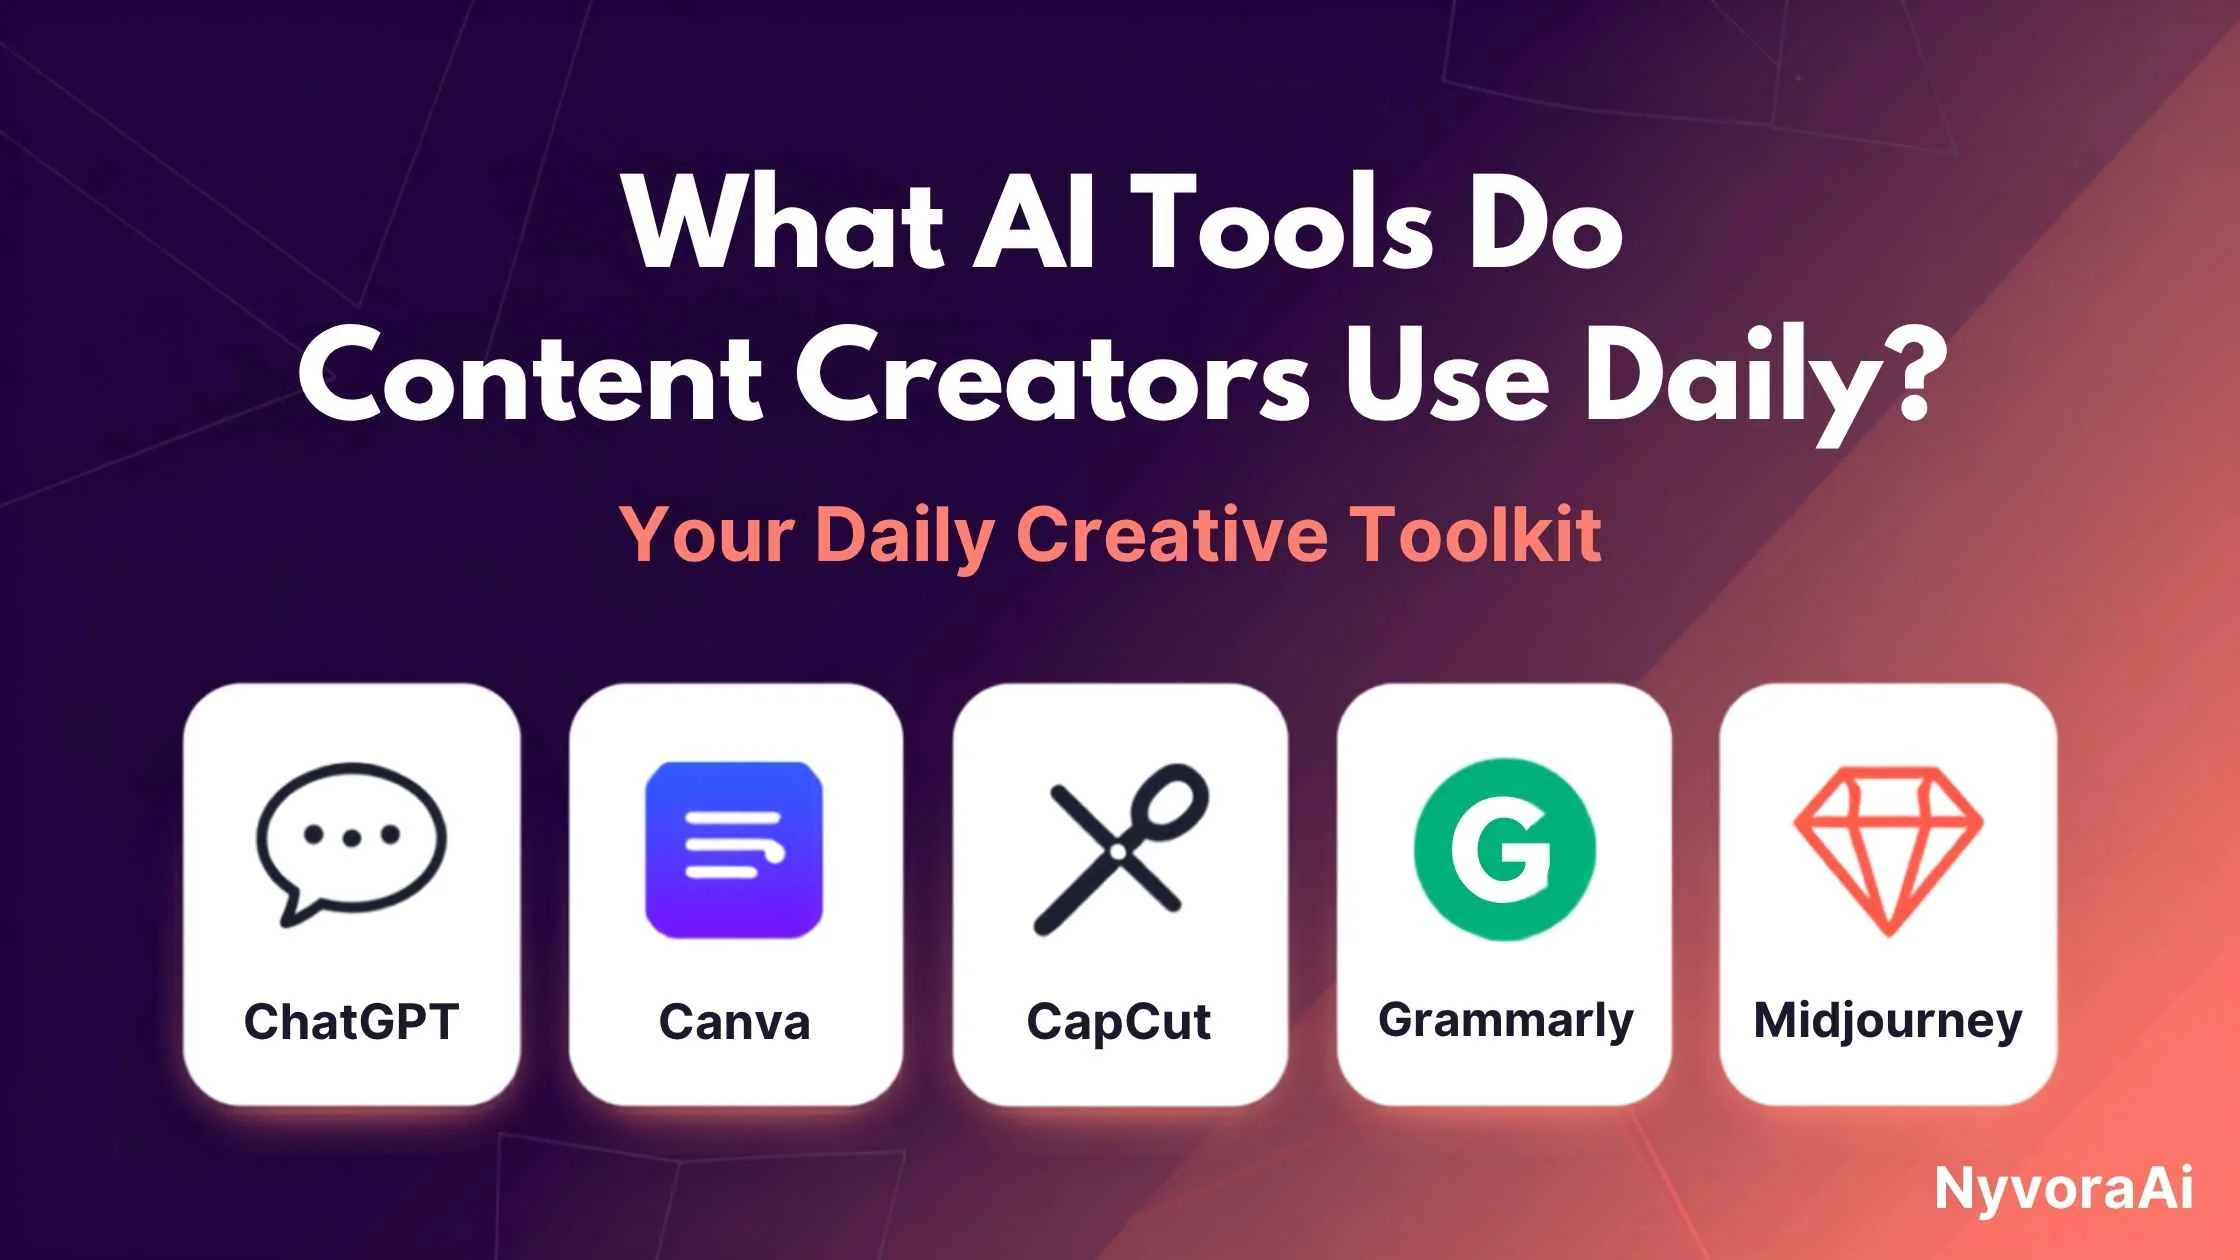 What AI Tools Do
Content Creators Use Daily?
Your Daily Creative Toolkit
G
ChatGPT
Canva
CapCut
Grammarly
Midjourney
NyvoraAi